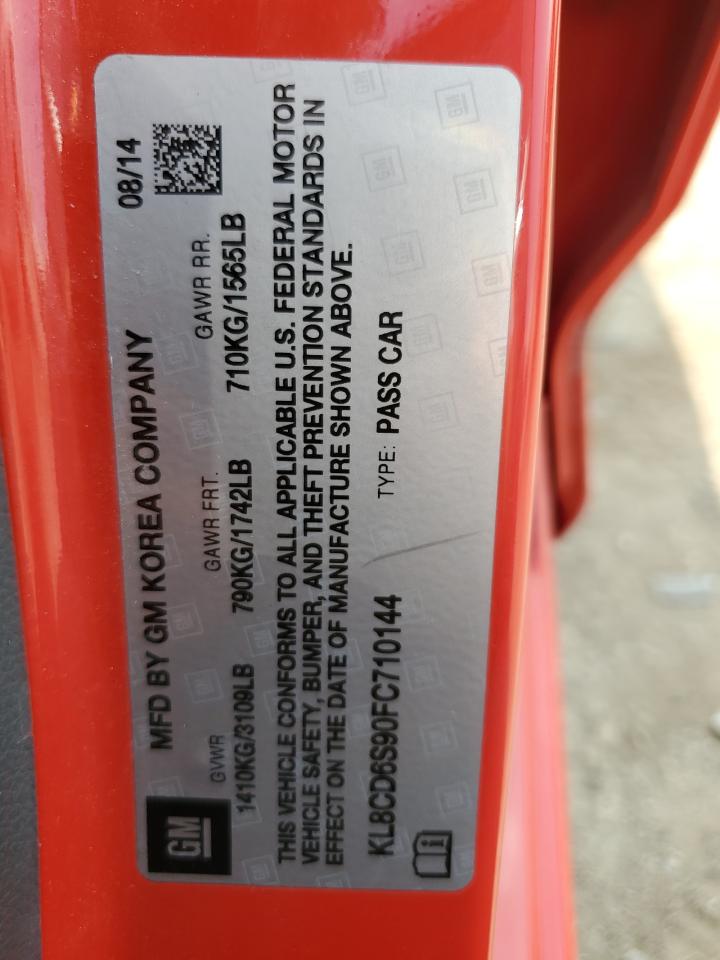 GM
MFD BY GM KOREA COMPANY 08/14
GVWR GAWR FRT. GAWR RR.
1410KG/3109LB 790KG/1742LB 710KG/1565LB
THIS VEHICLE CONFORMS TO ALL APPLICABLE U.S. FEDERAL MOTOR
VEHICLE SAFETY, BUMPER, AND THEFT PREVENTION STANDARDS IN
EFFECT ON THE DATE OF MANUFACTURE SHOWN ABOVE.
KL8CD6S90FC710144 TYPE: PASS CAR